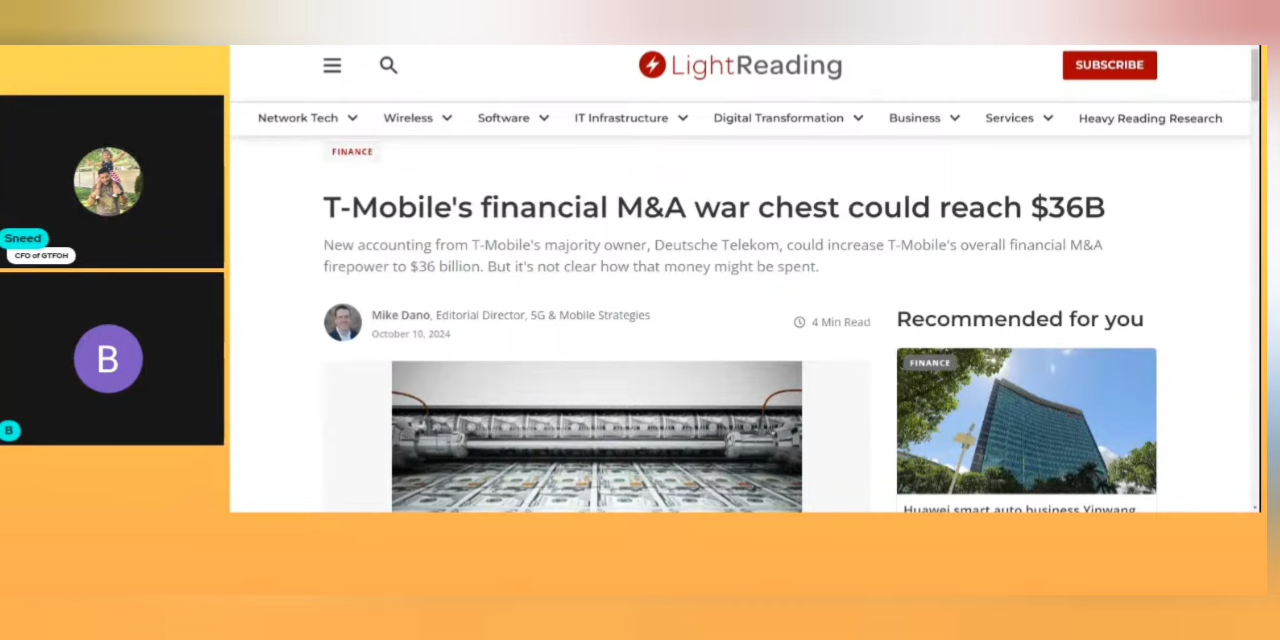 LightReading
SUBSCRIBE
Network Tech
Wireless
Software
IT Infrastructure
Digital Transformation
Business
Services
Heavy Reading Research
FINANCE
T-Mobile's financial M&A war chest could reach $36B
New accounting from T-Mobile's majority owner, Deutsche Telekom, could increase T-Mobile's overall financial M&A
firepower to $36 billion. But it's not clear how that money might be spent.
Mike Dano, Editorial Director, 5G & Mobile Strategies
October 10, 2024
4 Min Read
Recommended for you
FINANCE
Huawei smart auto business Yinwang
Sneed
CFO of GTFOH
B
B